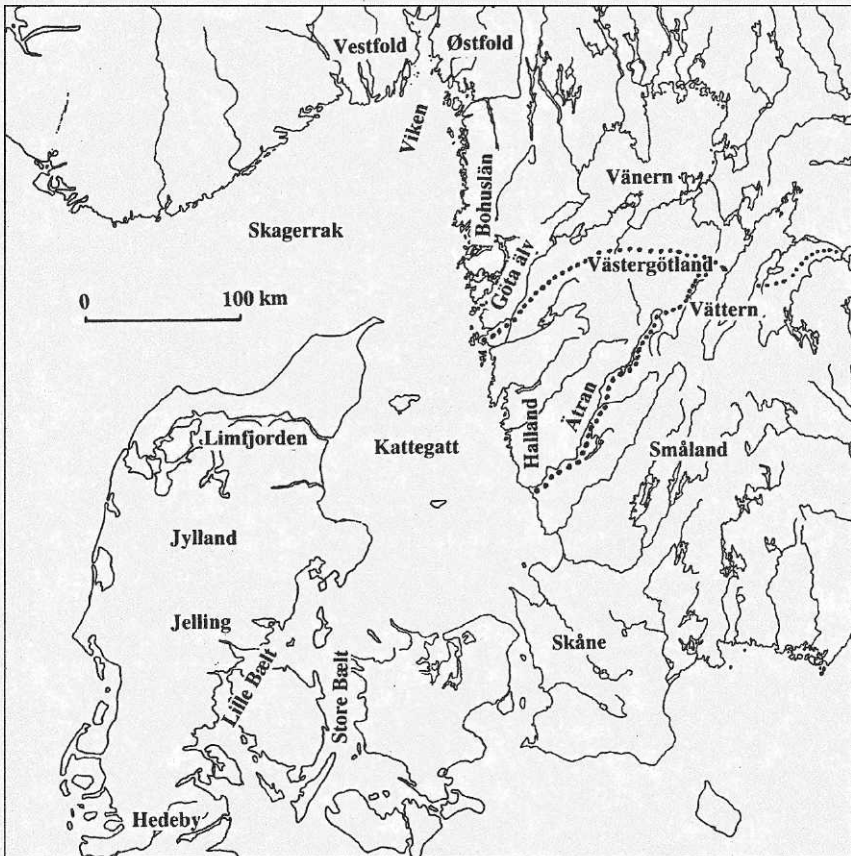 Vestfold
Østfold
Viken
Bohuslän
Vänern
Skagerrak
Göta älv
Västergötland
0 100 km
Vättern
Limfjorden
Kattegatt
Halland
Ätran
Småland
Jylland
Jelling
Lille Bælt
Store Bælt
Skåne
Hedeby